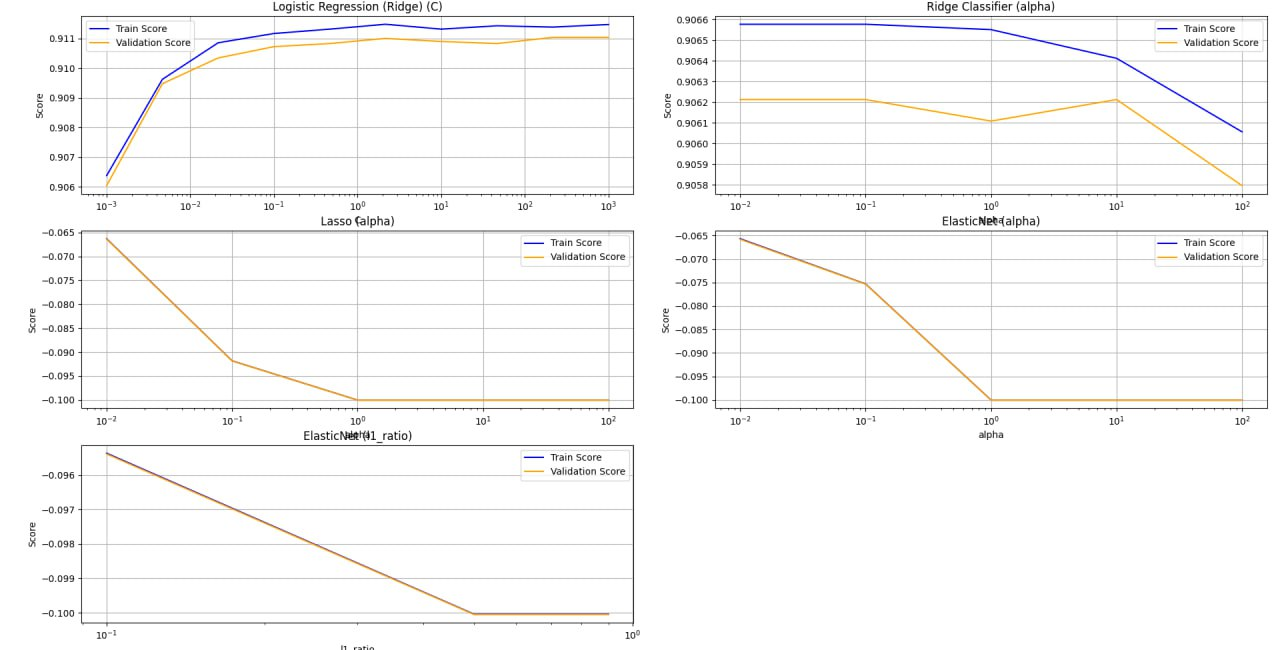 Logistic Regression (Ridge) (C)
Train Score
Validation Score
Score
0.911
0.910
0.909
0.908
0.907
0.906
10⁻³
10⁻²
10⁻¹
10⁰
10¹
10²
10³
C
Ridge Classifier (alpha)
Train Score
Validation Score
Score
0.9066
0.9065
0.9064
0.9063
0.9062
0.9061
0.9060
0.9059
0.9058
10⁻²
10⁻¹
10⁰
10¹
10²
alpha
Lasso (alpha)
Train Score
Validation Score
Score
−0.065
−0.070
−0.075
−0.080
−0.085
−0.090
−0.095
−0.100
10⁻²
10⁻¹
10⁰
10¹
10²
alpha
ElasticNet (alpha)
Train Score
Validation Score
Score
−0.065
−0.070
−0.075
−0.080
−0.085
−0.090
−0.095
−0.100
10⁻²
10⁻¹
10⁰
10¹
10²
alpha
ElasticNet (l1_ratio)
Train Score
Validation Score
Score
−0.096
−0.097
−0.098
−0.099
−0.100
10⁻¹
10⁰
l1_ratio